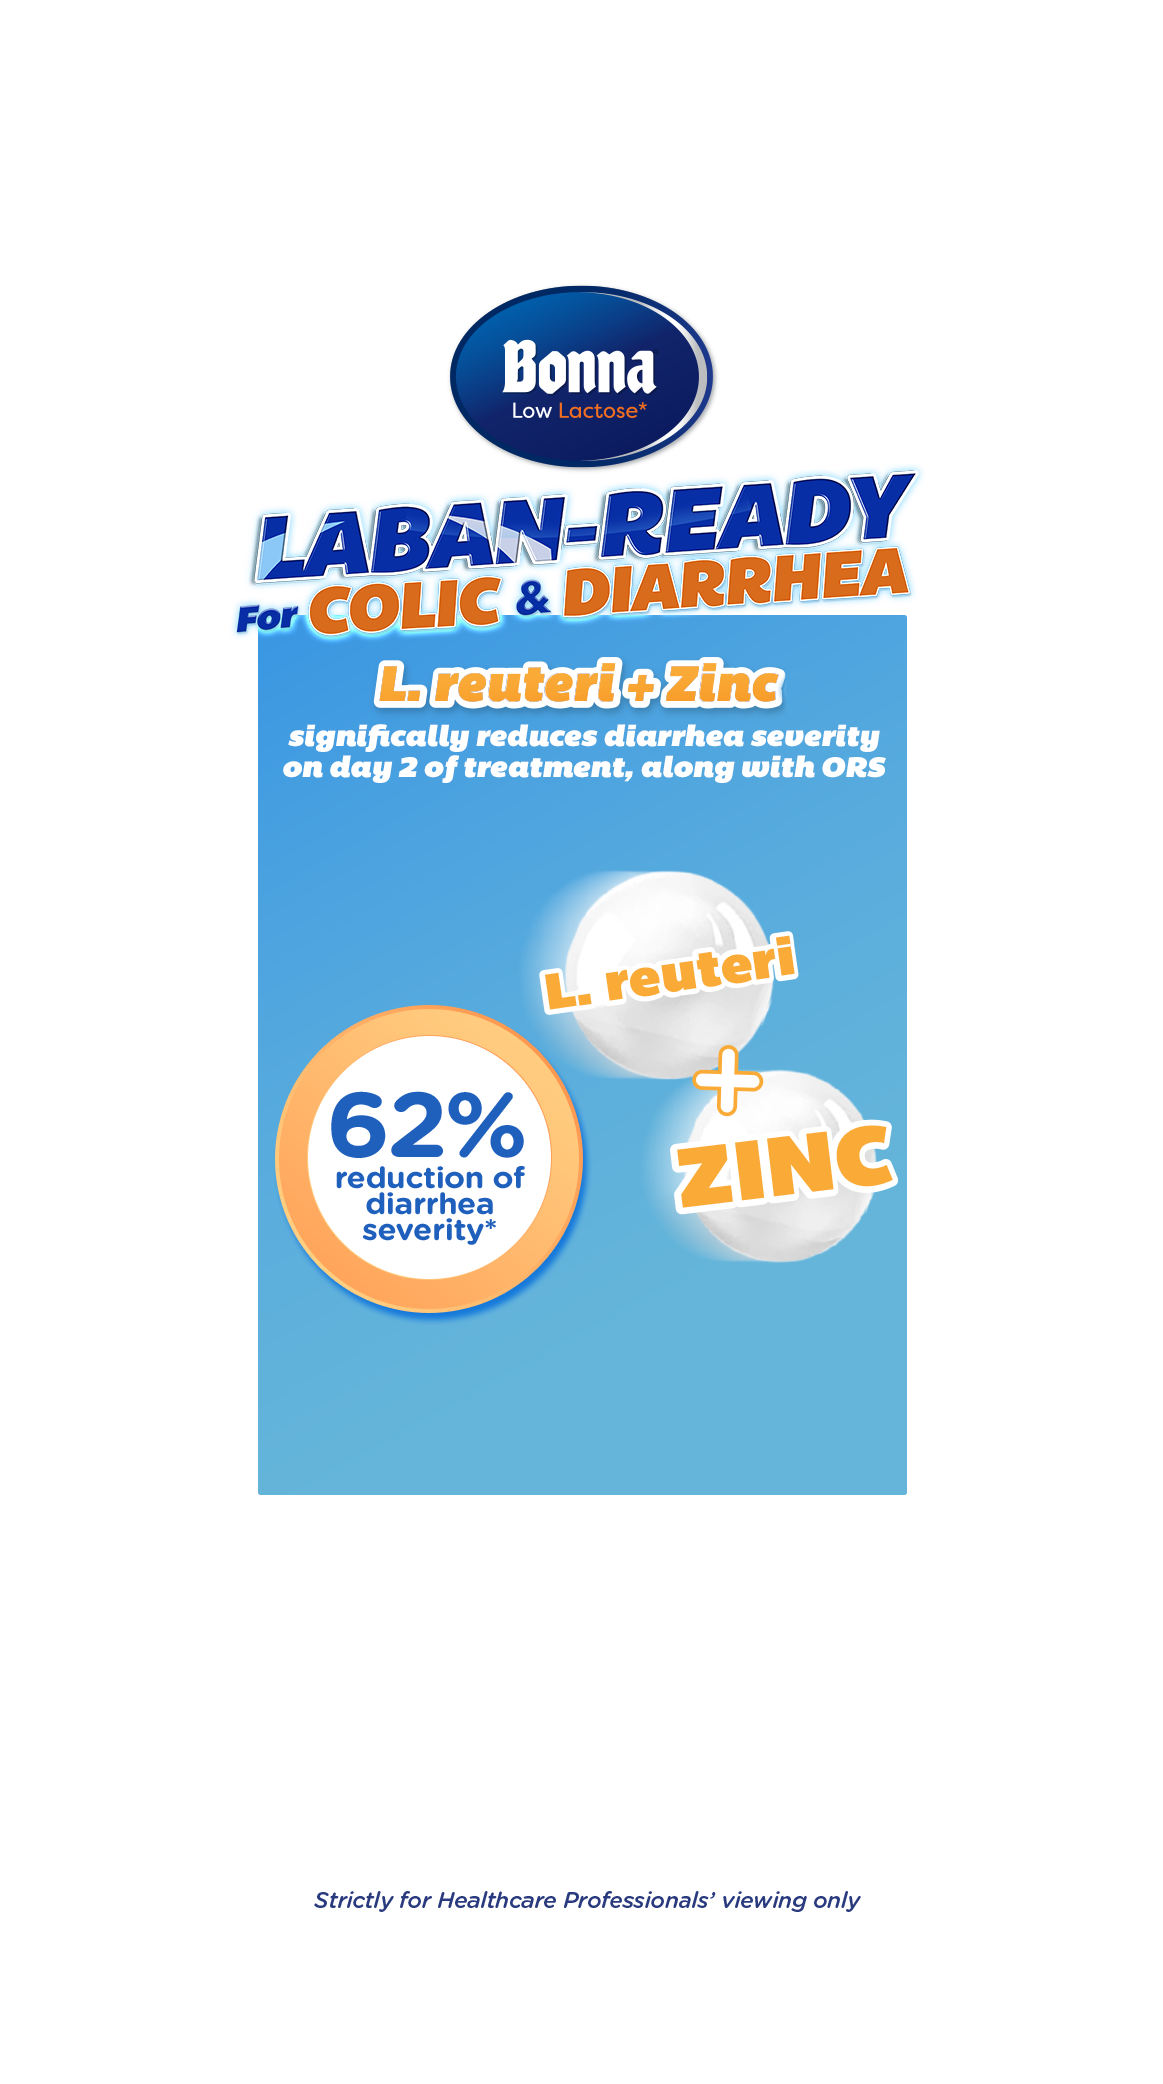 Bonna
Low Lactose*
LABAN-READY
For COLIC & DIARRHEA
L. reuteri + Zinc
significally reduces diarrhea severity
on day 2 of treatment, along with ORS
L. reuteri
+
ZINC
62%
reduction of
diarrhea
severity*
Strictly for Healthcare Professionals’ viewing only